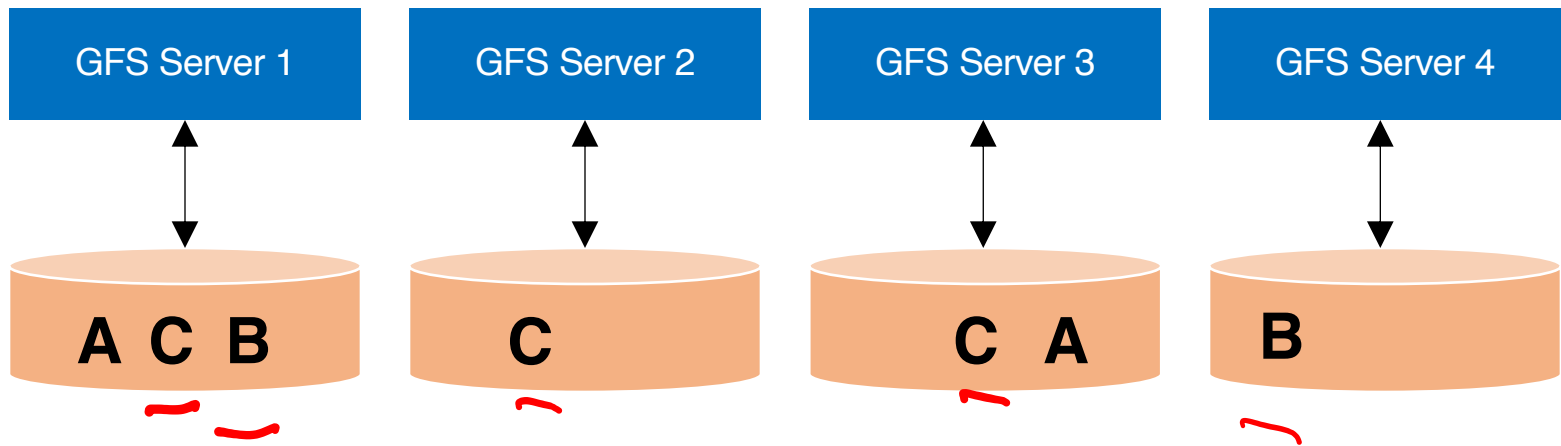 GFS Server 1
GFS Server 2
GFS Server 3
GFS Server 4
A C B
C
C A
B